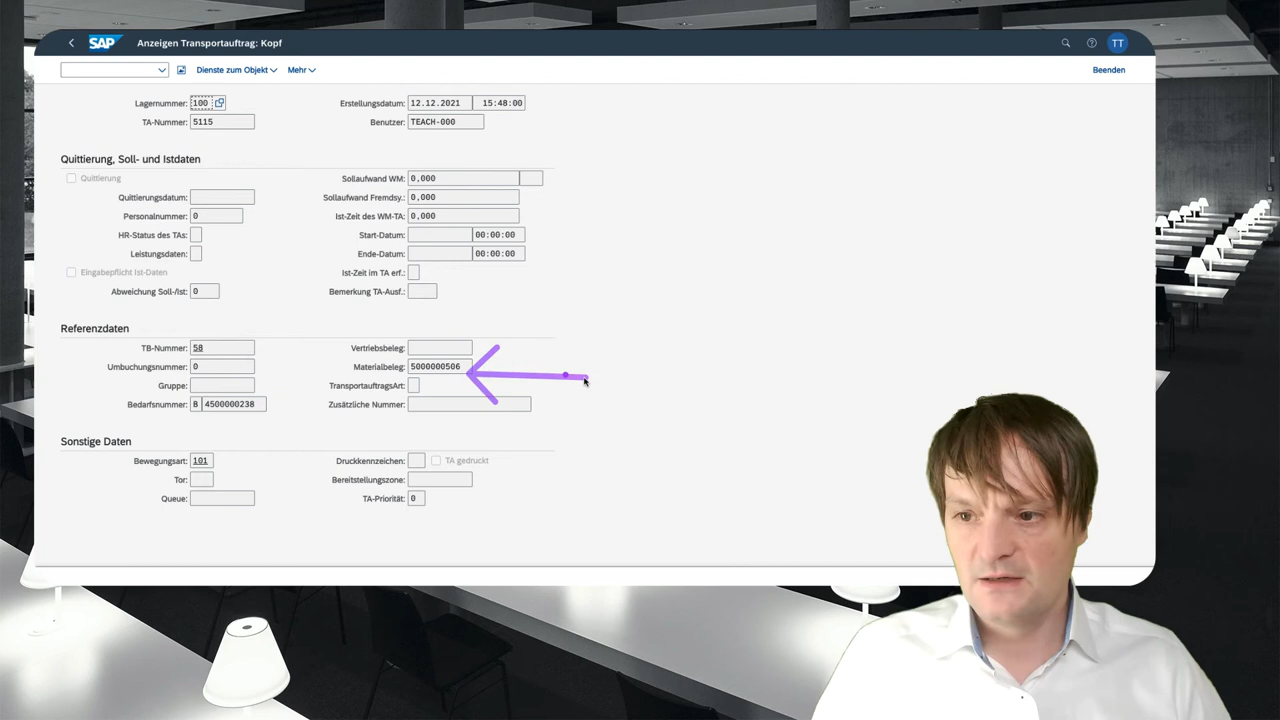 SAP Anzeigen Transportauftrag: Kopf TT
Dienste zum Objekt Mehr Beenden
Lagernummer: 100 Erstellungsdatum: 12.12.2021 15:48:00
TA-Nummer: 5115 Benutzer: TEACH-000
Quittierung, Soll- und Istdaten
Quittierung Sollaufwand WM: 0,000
Quittierungsdatum: Sollaufwand Fremdsy.: 0,000
Personalnummer: 0 Ist-Zeit des WM-TA: 0,000
HR-Status des TAs: Start-Datum: 00:00:00
Leistungsdaten: Ende-Datum: 00:00:00
Eingabepflicht Ist-Daten Ist-Zeit im TA erf.:
Abweichung Soll-/Ist: 0 Bemerkung TA-Ausf.:
Referenzdaten
TB-Nummer: 58 Vertriebsbeleg:
Umbuchungsnummer: 0 Materialbeleg: 5000000506
Gruppe: TransportauftragsArt:
Bedarfsnummer: B 4500000238 Zusätzliche Nummer:
Sonstige Daten
Bewegungsart: 101 Druckkennzeichen: TA gedruckt
Tor: Bereitstellungszone:
Queue: TA-Priorität: 0